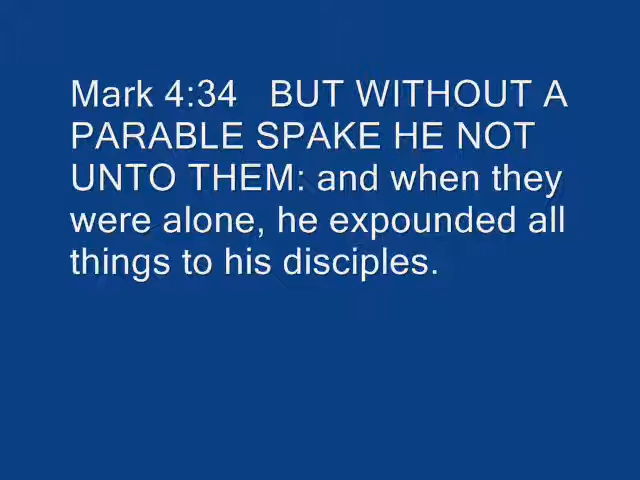 Mark 4:34   BUT WITHOUT A
PARABLE SPAKE HE NOT
UNTO THEM: and when they
were alone, he expounded all
things to his disciples.